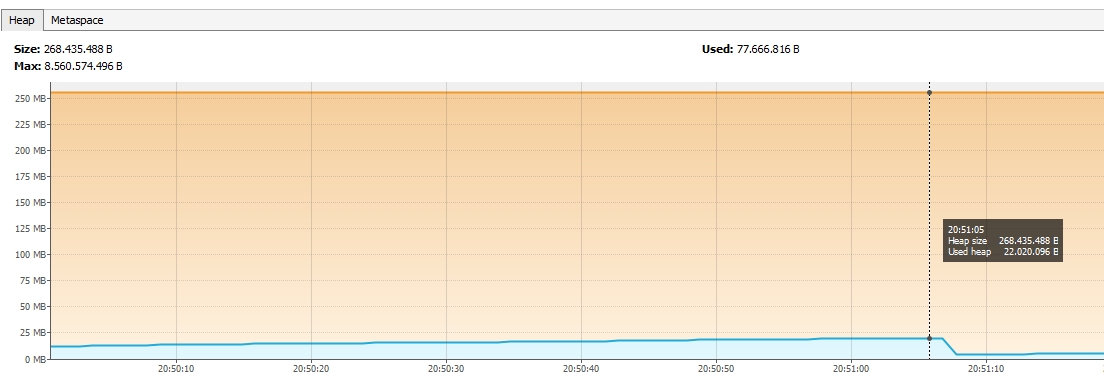 Heap Metaspace
Size: 268.435.488 B Used: 77.666.816 B
Max: 8.560.574.496 B
250 MB
225 MB
200 MB
175 MB
150 MB
125 MB
100 MB
75 MB
50 MB
25 MB
0 MB
20:51:05
Heap size 268.435.488 B
Used heap 22.020.096 B
20:50:10 20:50:20 20:50:30 20:50:40 20:50:50 20:51:00 20:51:10